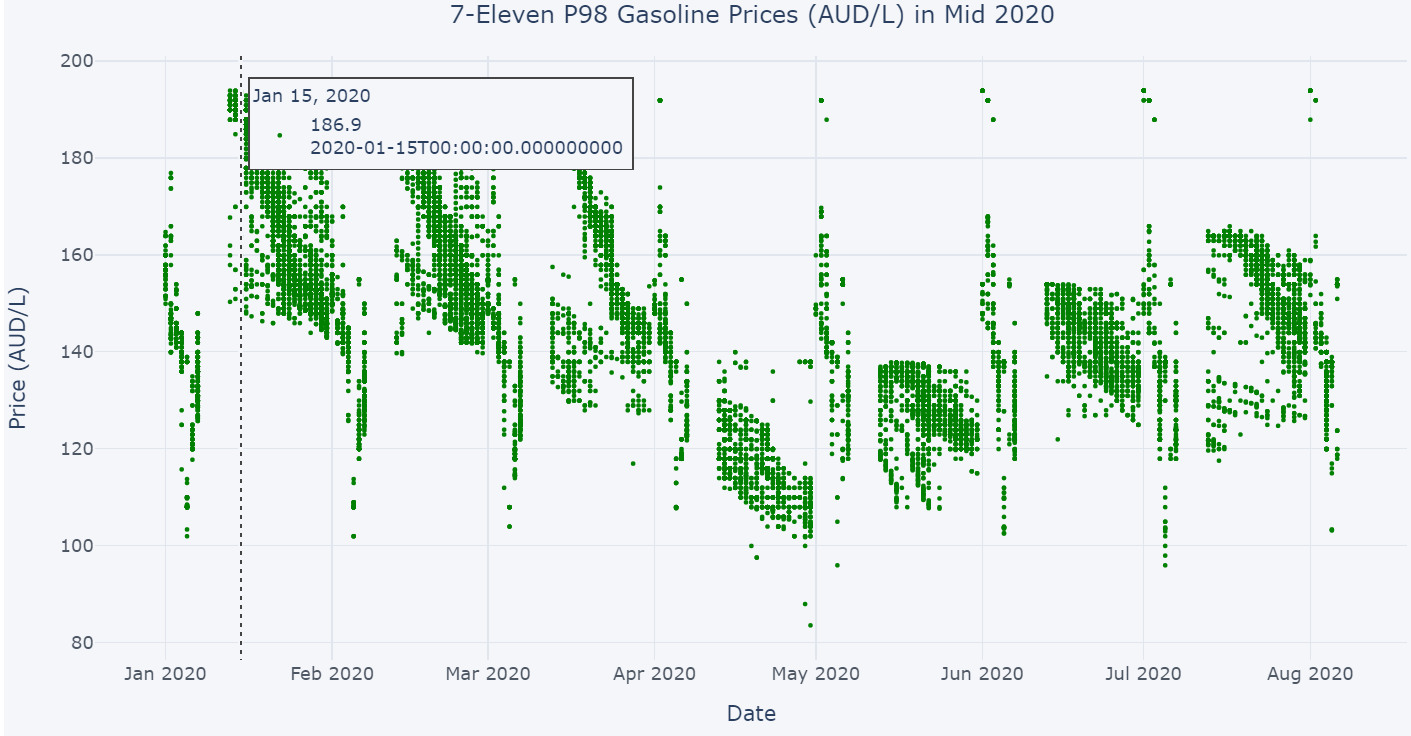 7-Eleven P98 Gasoline Prices (AUD/L) in Mid 2020
200
180
160
140
120
100
80
Price (AUD/L)
Jan 15, 2020
186.9
2020-01-15T00:00:00.000000000
Jan 2020
Feb 2020
Mar 2020
Apr 2020
May 2020
Jun 2020
Jul 2020
Aug 2020
Date